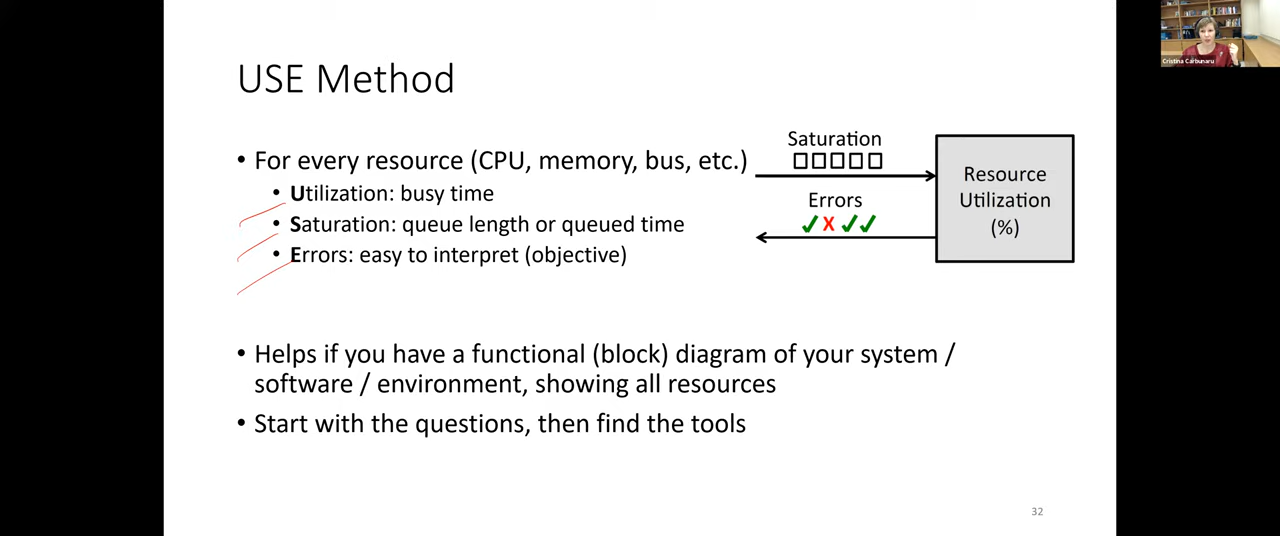 USE Method
• For every resource (CPU, memory, bus, etc.)
• Utilization: busy time
• Saturation: queue length or queued time
• Errors: easy to interpret (objective)
Saturation
Errors
✓X✓✓
Resource
Utilization
(%)
• Helps if you have a functional (block) diagram of your system /
software / environment, showing all resources
• Start with the questions, then find the tools
32
Cristina Carbunaru